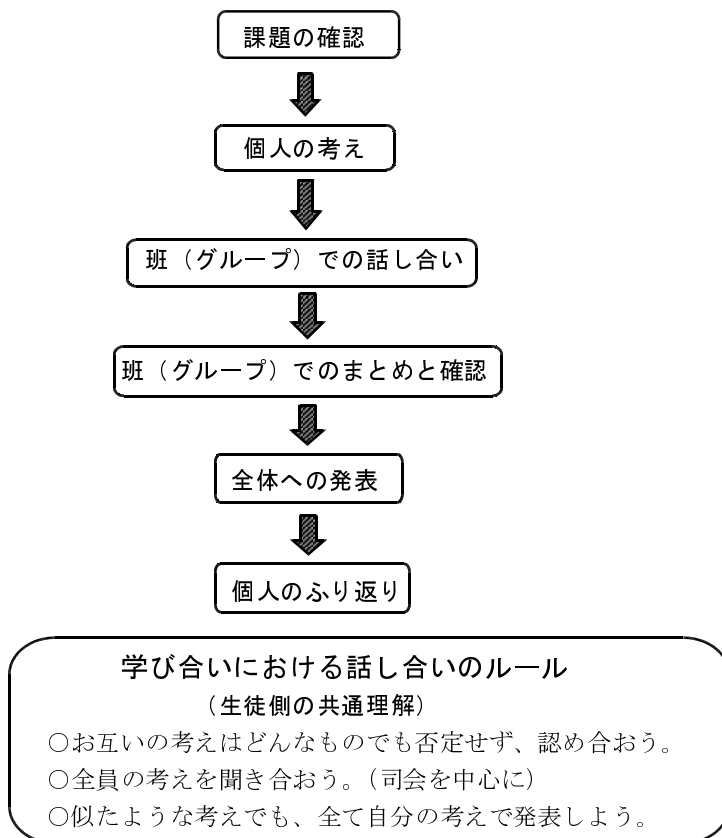 課題の確認
個人の考え
班（グループ）での話し合い
班（グループ）でのまとめと確認
全体への発表
個人のふり返り
学び合いにおける話し合いのルール
（生徒側の共通理解）
○お互いの考えはどんなものでも否定せず、認め合おう。
○全員の考えを聞き合おう。（司会を中心に）
○似たような考えでも、全て自分の考えで発表しよう。